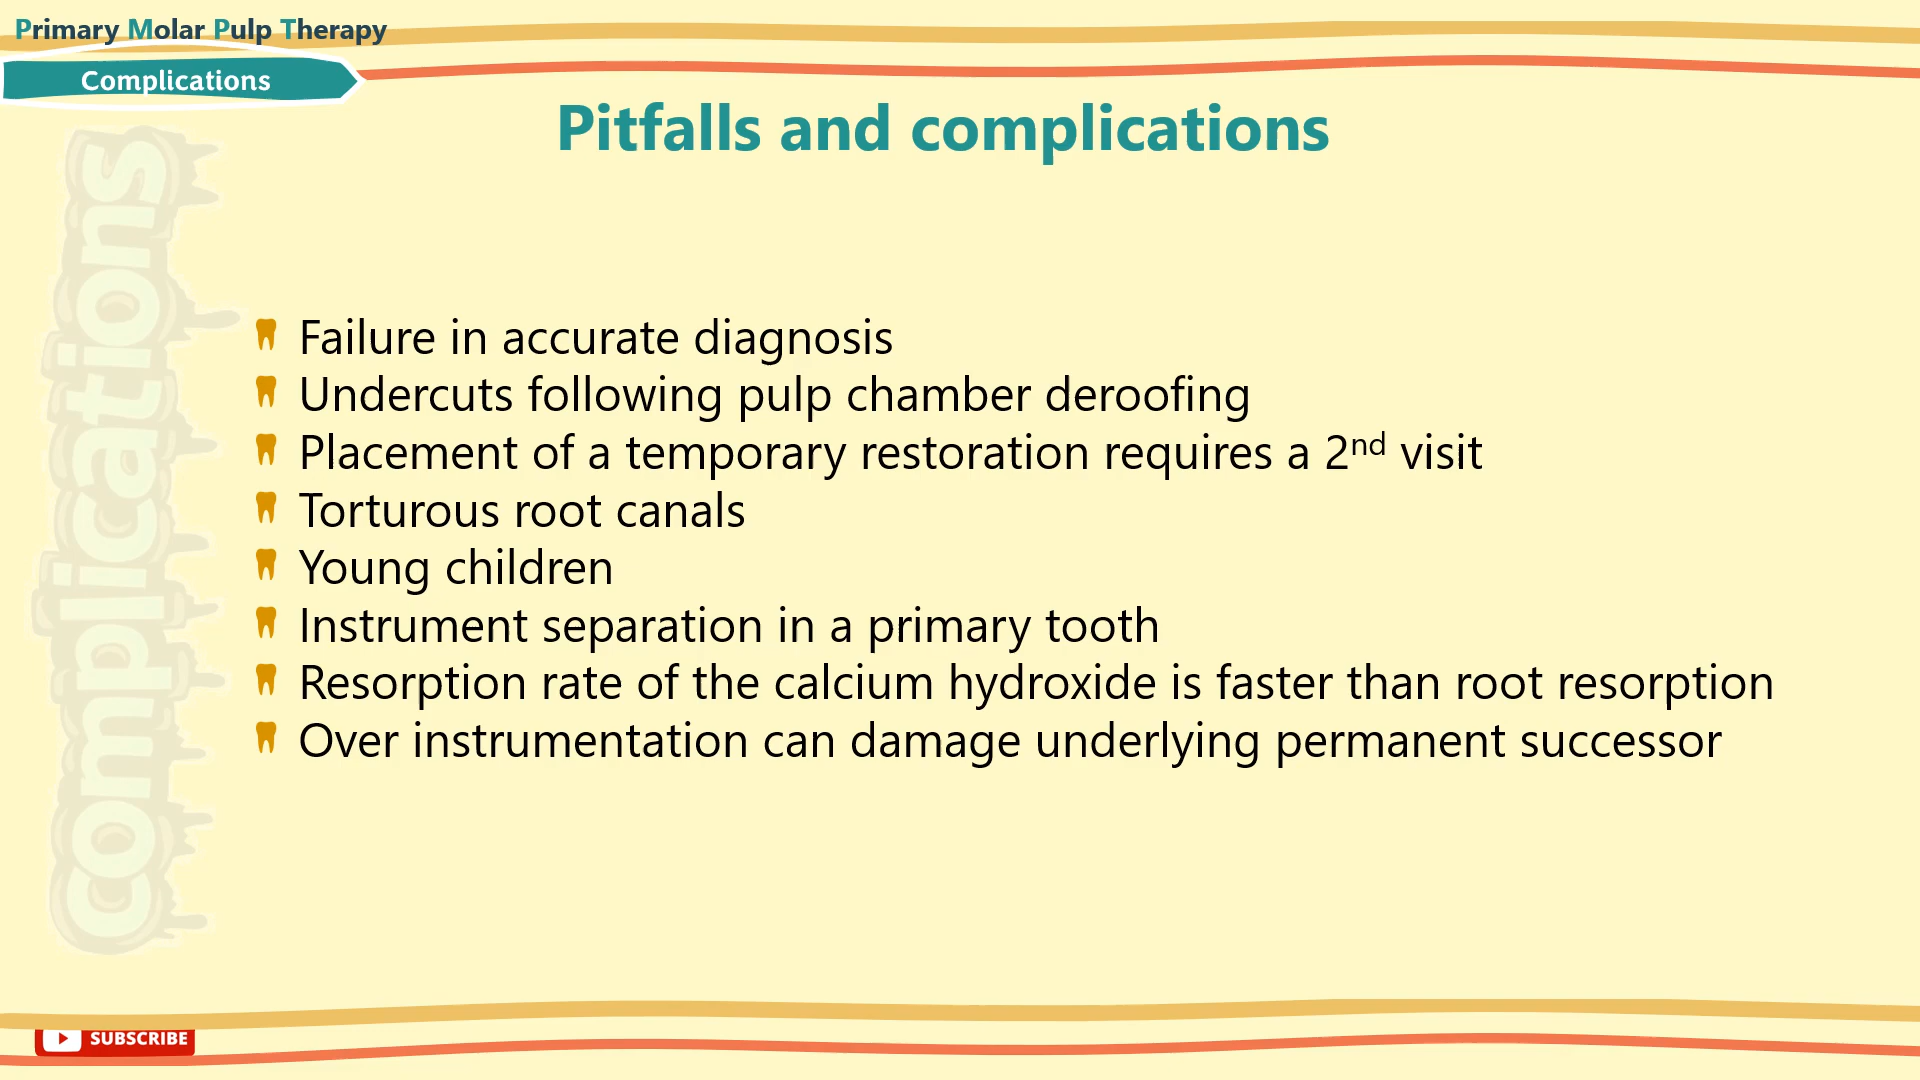 Primary Molar Pulp Therapy
Complications
Pitfalls and complications
complications
Failure in accurate diagnosis
Undercuts following pulp chamber deroofing
Placement of a temporary restoration requires a 2nd visit
Torturous root canals
Young children
Instrument separation in a primary tooth
Resorption rate of the calcium hydroxide is faster than root resorption
Over instrumentation can damage underlying permanent successor
SUBSCRIBE